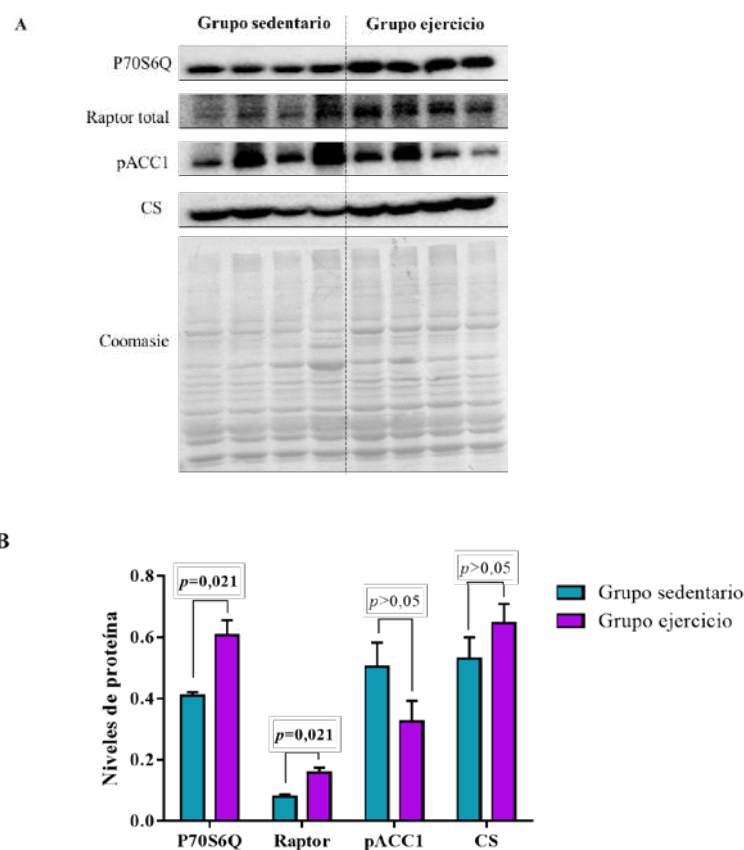 A
Grupo sedentario
Grupo ejercicio
P70S6Q
Raptor total
pACC1
CS
Coomasie
B
p=0,021
p=0,021
p>0,05
p>0,05
Grupo sedentario
Grupo ejercicio
Niveles de proteína
0.8
0.6
0.4
0.2
0.0
P70S6Q
Raptor
pACC1
CS